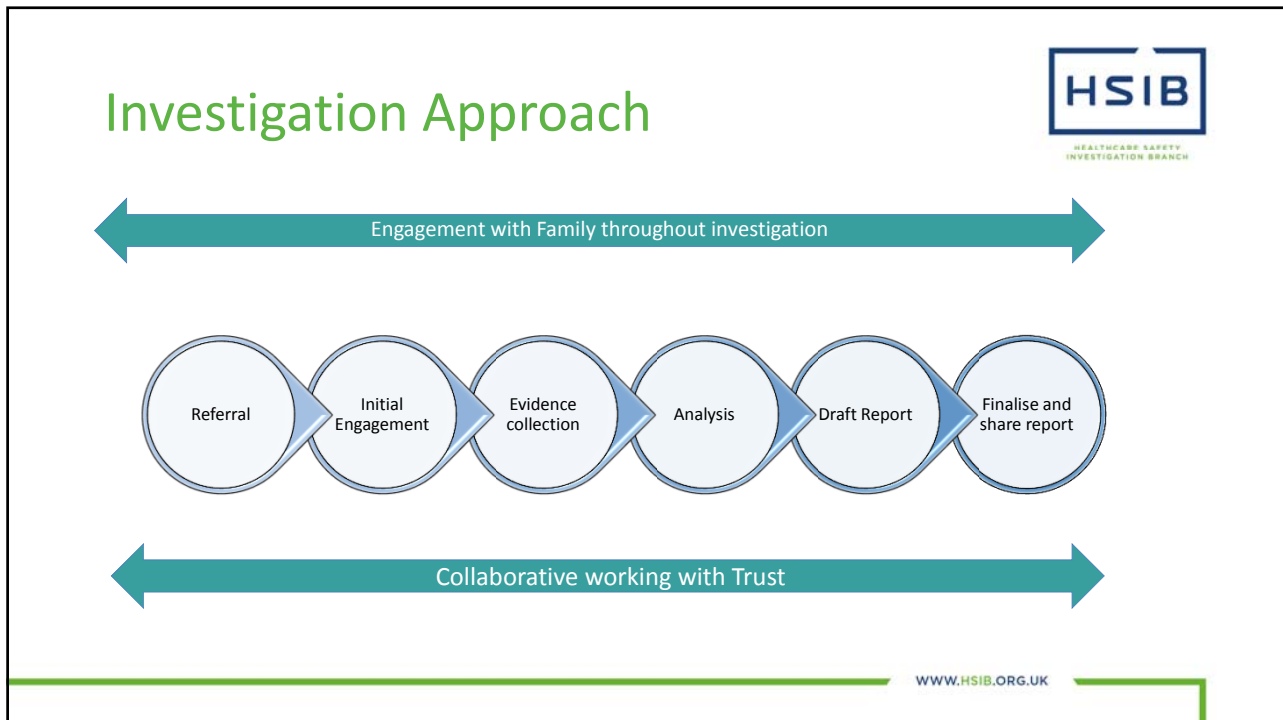 Investigation Approach
HSIB
HEALTHCARE SAFETY
INVESTIGATION BRANCH
Engagement with Family throughout investigation
Referral
Initial
Engagement
Evidence
collection
Analysis
Draft Report
Finalise and
share report
Collaborative working with Trust
WWW.HSIB.ORG.UK